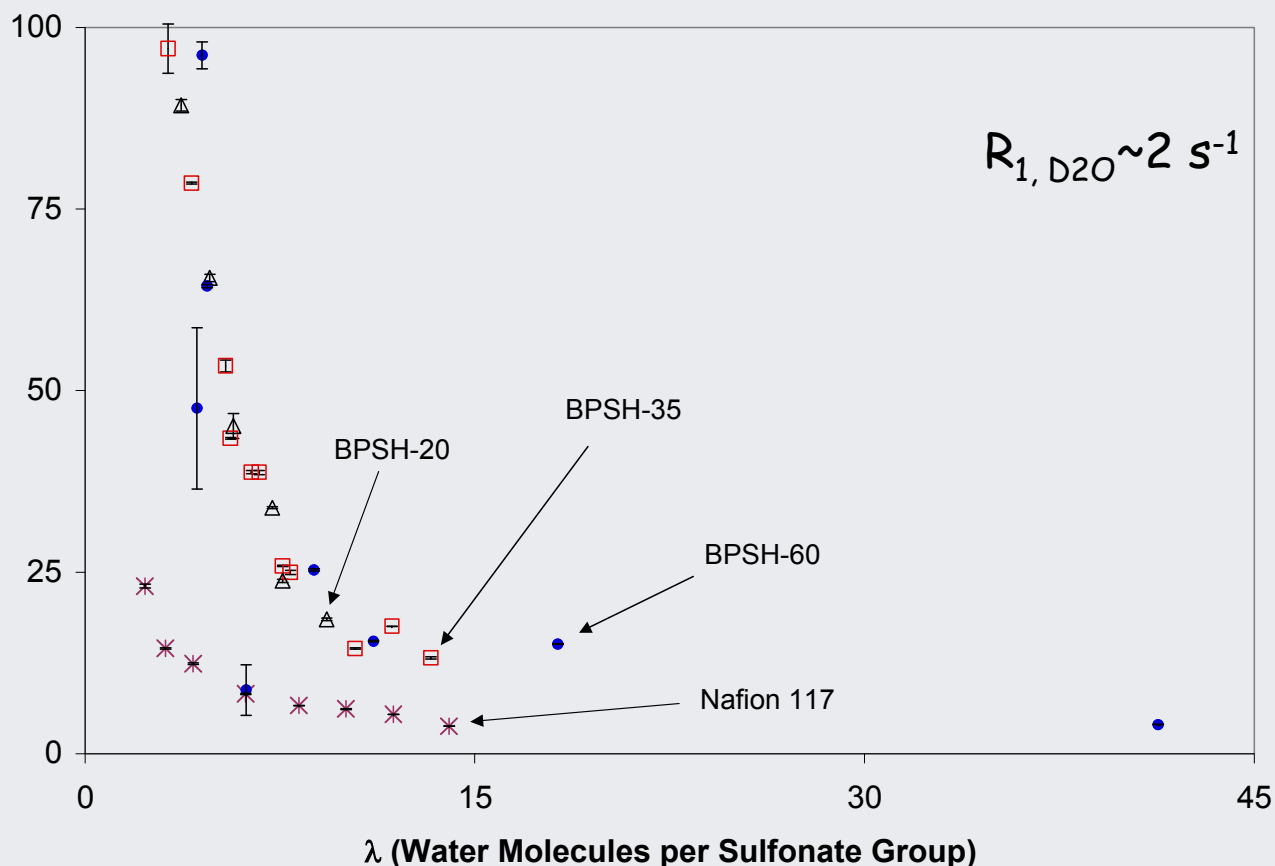 100
R1, D2O~2 s-1
75
50
BPSH-35
BPSH-20
BPSH-60
25
Nafion 117
0
0 15 30 45
λ (Water Molecules per Sulfonate Group)